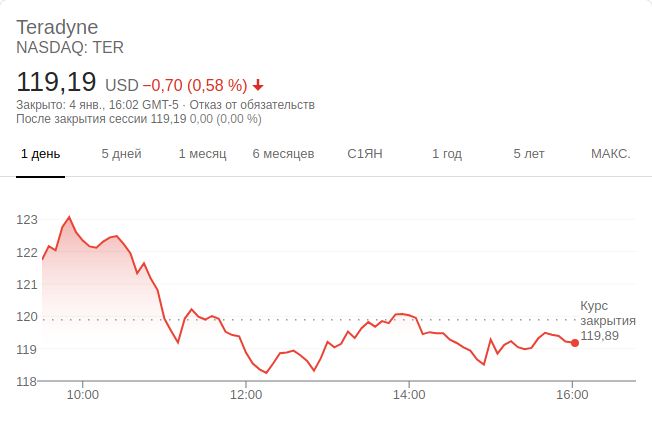 Teradyne
NASDAQ: TER
119,19 USD −0,70 (0,58 %)
Закрыто: 4 янв., 16:02 GMT-5 · Отказ от обязательств
После закрытия сессии 119,19 0,00 (0,00 %)
1 день 5 дней 1 месяц 6 месяцев С1ЯН 1 год 5 лет МАКС.
123
122
121
120
119
118
Курс
закрытия
119,89
10:00 12:00 14:00 16:00